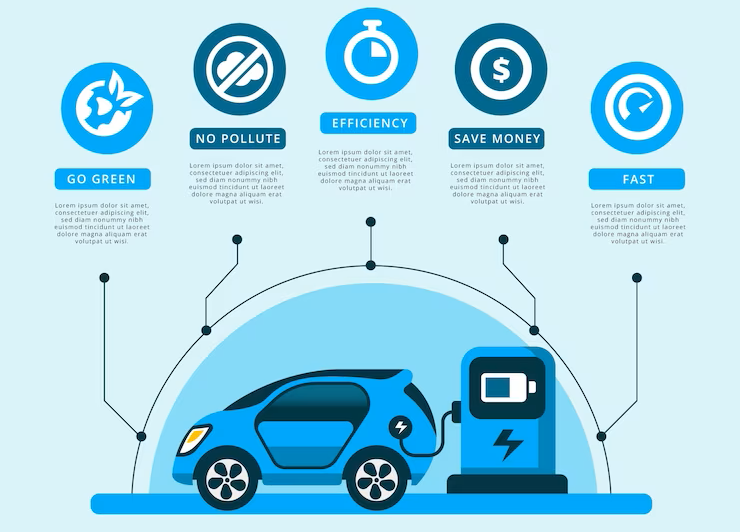 GO GREEN
Lorem ipsum dolor sit amet,
consectetuer adipiscing elit,
sed diam nonummy nibh
euismod tincidunt ut laoreet
dolore magna aliquam erat
volutpat ut wisi.
NO POLLUTE
Lorem ipsum dolor sit amet,
consectetuer adipiscing elit,
sed diam nonummy nibh
euismod tincidunt ut laoreet
dolore magna aliquam erat
volutpat ut wisi.
EFFICIENCY
Lorem ipsum dolor sit amet,
consectetuer adipiscing elit,
sed diam nonummy nibh
euismod tincidunt ut laoreet
dolore magna aliquam erat
volutpat ut wisi.
$
SAVE MONEY
Lorem ipsum dolor sit amet,
consectetuer adipiscing elit,
sed diam nonummy nibh
euismod tincidunt ut laoreet
dolore magna aliquam erat
volutpat ut wisi.
FAST
Lorem ipsum dolor sit amet,
consectetuer adipiscing elit,
sed diam nonummy nibh
euismod tincidunt ut laoreet
dolore magna aliquam erat
volutpat ut wisi.